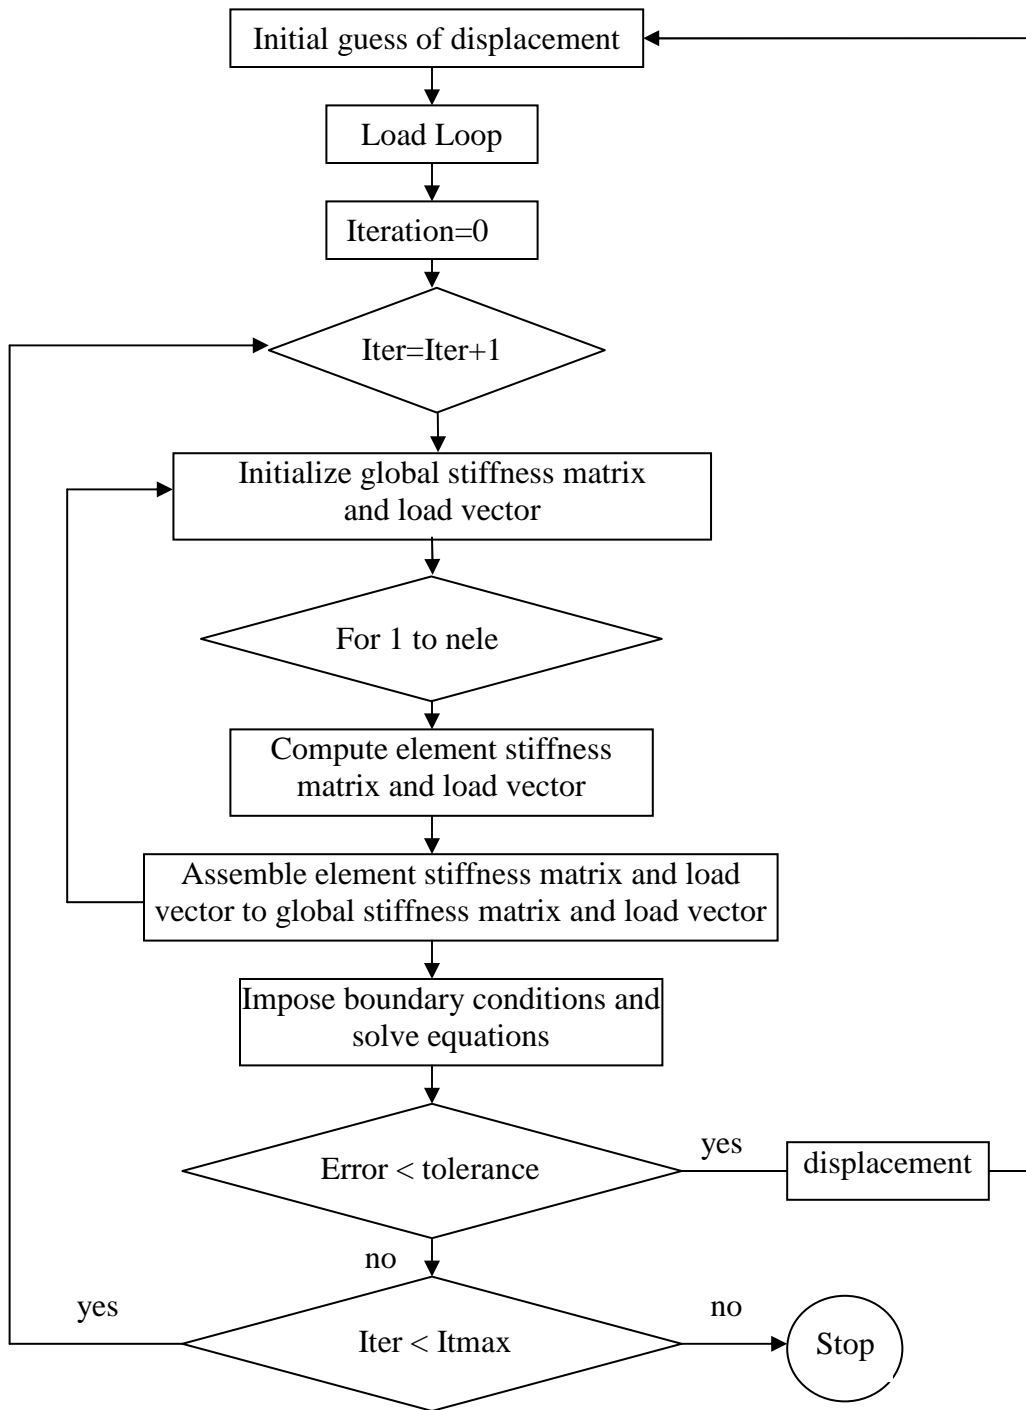 Initial guess of displacement
Load Loop
Iteration=0
Iter=Iter+1
Initialize global stiffness matrix
and load vector
For 1 to nele
Compute element stiffness
matrix and load vector
Assemble element stiffness matrix and load
vector to global stiffness matrix and load vector
Impose boundary conditions and
solve equations
Error < tolerance
yes
displacement
no
yes
Iter < Itmax
no
Stop